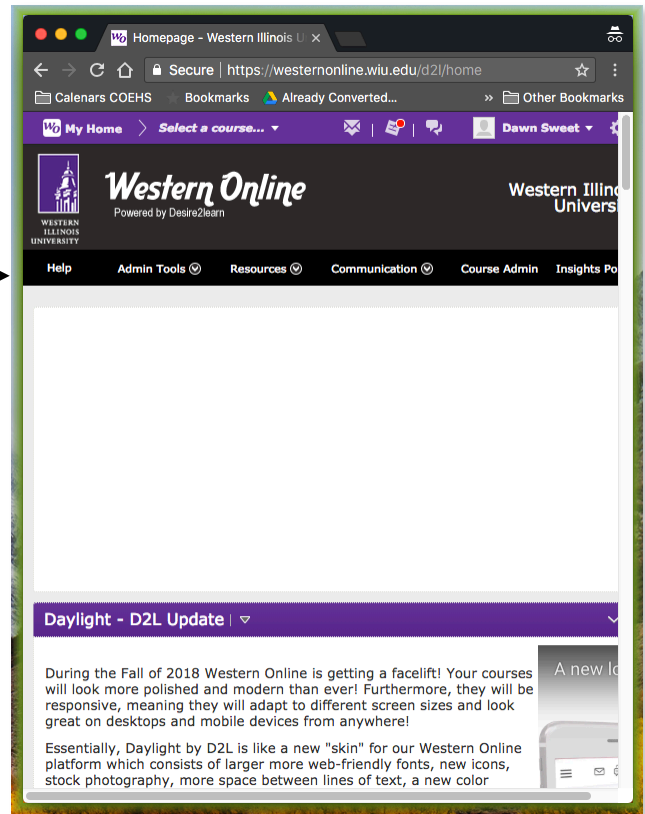 Homepage - Western Illinois U
Secure | https://westernonline.wiu.edu/d2l/home
Calenars COEHS Bookmarks Already Converted... » Other Bookmarks
WO My Home Select a course... Dawn Sweet
Western Online
Powered by Desire2learn
WESTERN
ILLINOIS
UNIVERSITY
Western Illino
Universi
Help Admin Tools Resources Communication Course Admin Insights Po
Daylight - D2L Update
During the Fall of 2018 Western Online is getting a facelift! Your courses
will look more polished and modern than ever! Furthermore, they will be
responsive, meaning they will adapt to different screen sizes and look
great on desktops and mobile devices from anywhere!
A new lo
Essentially, Daylight by D2L is like a new "skin" for our Western Online
platform which consists of larger more web-friendly fonts, new icons,
stock photography, more space between lines of text, a new color